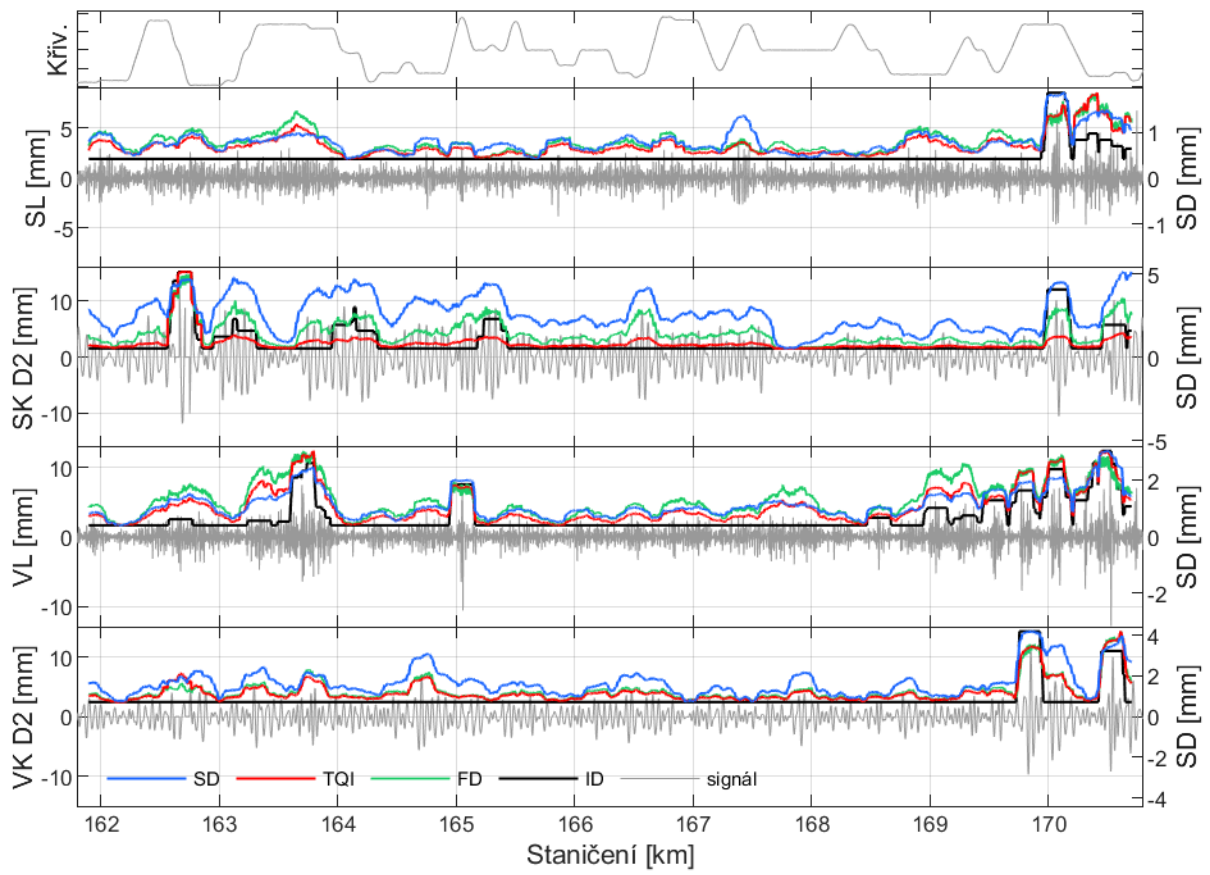 Křiv.
SL [mm]
5
0
-5
1
0
-1
SD [mm]
SK D2 [mm]
10
0
-10
5
0
-5
SD [mm]
VL [mm]
10
0
-10
2
0
-2
SD [mm]
VK D2 [mm]
10
0
-10
4
2
0
-2
-4
SD [mm]
SD TQI FD ID signál
162 163 164 165 166 167 168 169 170
Staničení [km]